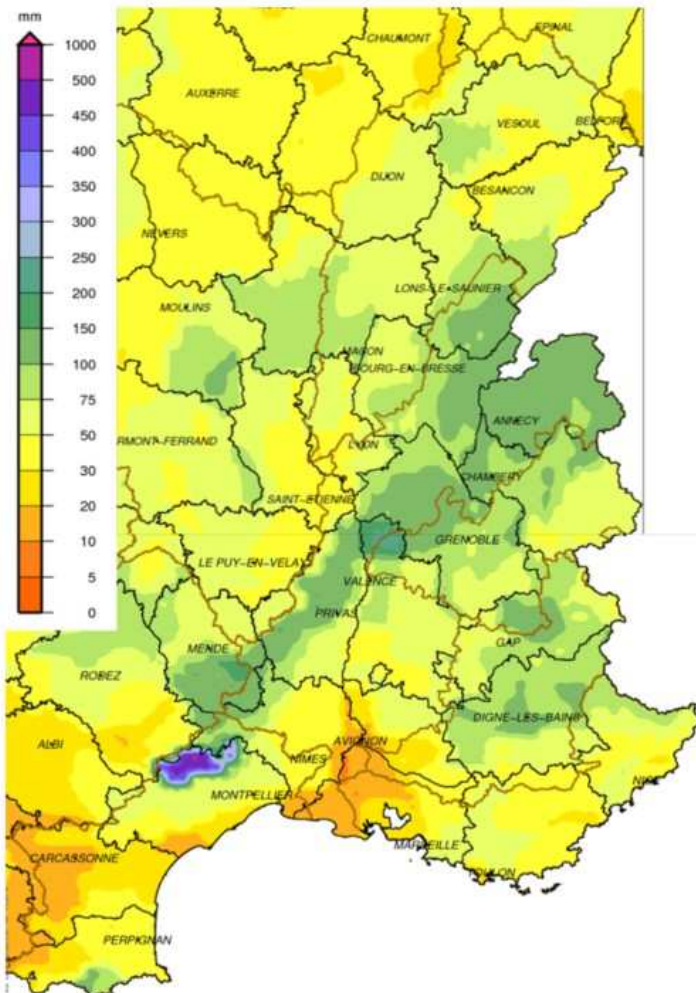 mm
1000
500
450
400
350
300
250
200
150
100
75
50
30
20
10
5
0
CHAUMONT
EPINAL
AUXERRE
VESOUL
BELFORT
DIJON
BESANCON
NEVERS
LONS-LE-SAUNIER
MOULINS
MACON
BOURG-EN-BRESSE
ANNECY
RMONT-FERRAND
LYON
CHAMBERY
SAINT-ETIENNE
GRENOBLE
LE PUY-EN-VELAY
VALENCE
PRIVAS
MENDE
GAP
RODEZ
DIGNE-LES-BAINS
ALBI
AVIGNON
NIMES
NICE
MONTPELLIER
MARSEILLE
CARCASSONNE
TOULON
PERPIGNAN